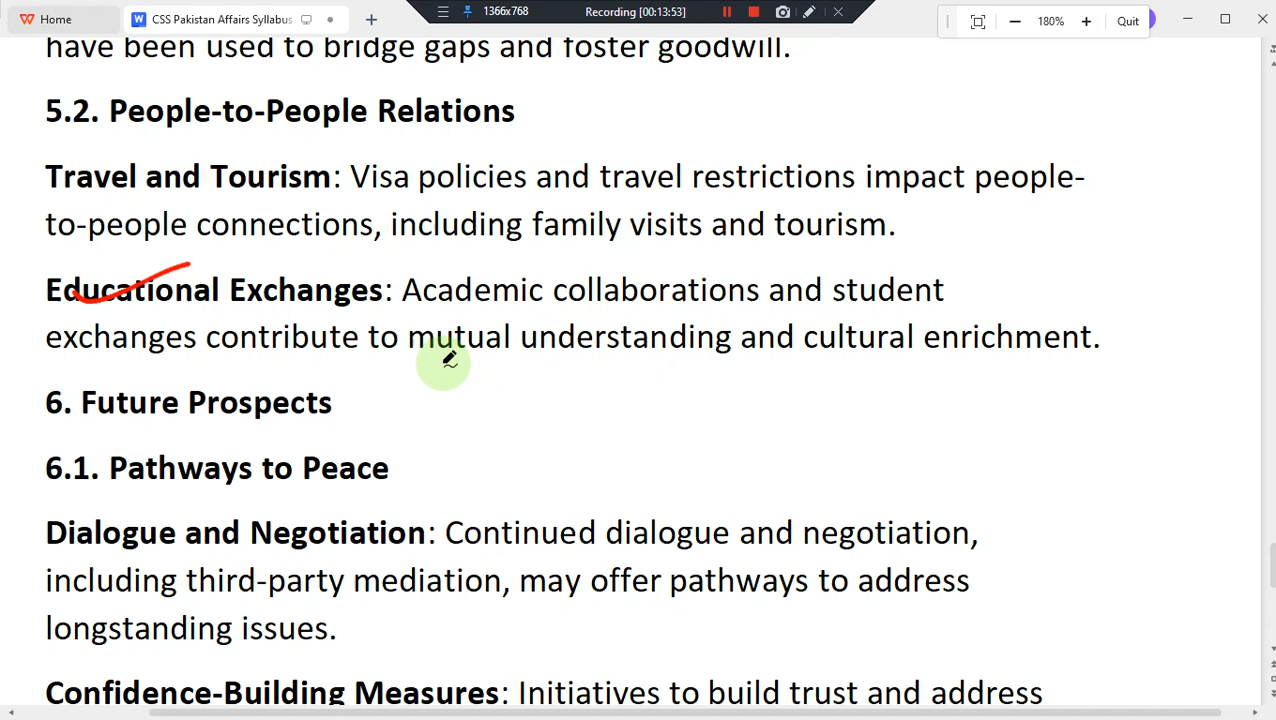 Home
CSS Pakistan Affairs Syllabus
1366x768
Recording [00:13:53]
180%
Quit
have been used to bridge gaps and foster goodwill.
5.2. People-to-People Relations
Travel and Tourism: Visa policies and travel restrictions impact people-
to-people connections, including family visits and tourism.
Educational Exchanges: Academic collaborations and student
exchanges contribute to mutual understanding and cultural enrichment.
6. Future Prospects
6.1. Pathways to Peace
Dialogue and Negotiation: Continued dialogue and negotiation,
including third-party mediation, may offer pathways to address
longstanding issues.
Confidence-Building Measures: Initiatives to build trust and address